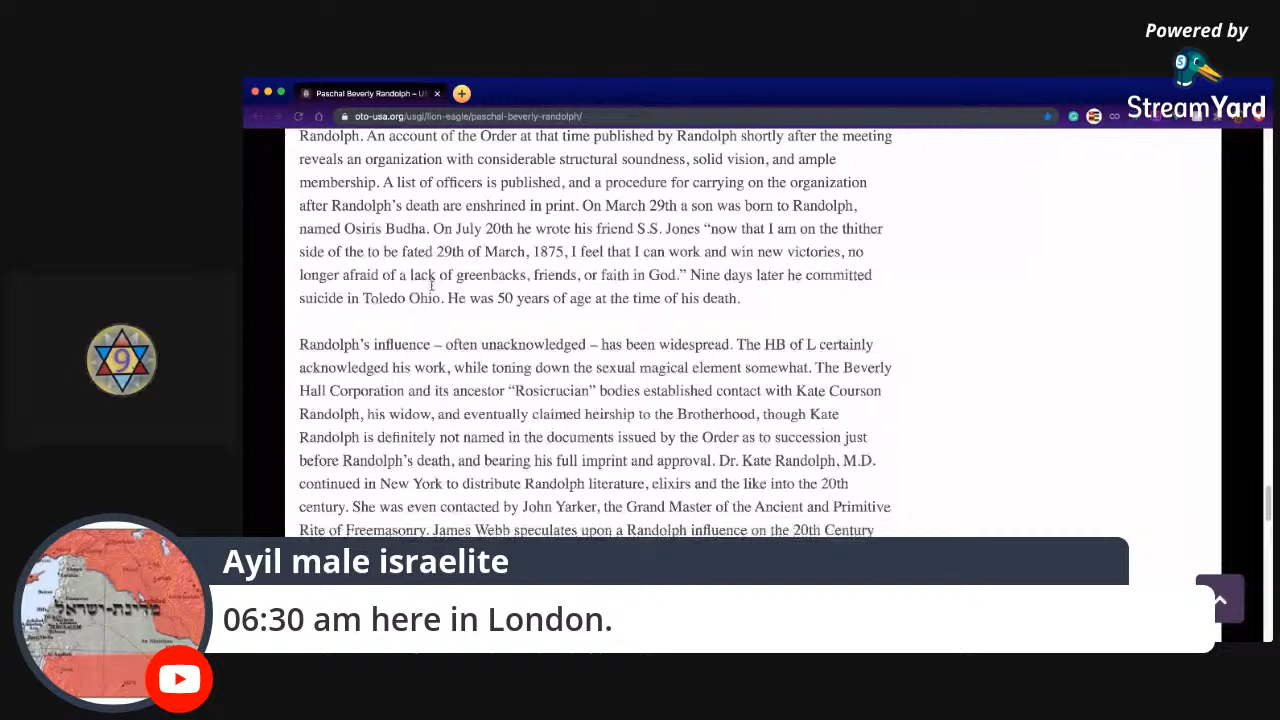 Powered by
StreamYard
Paschal Beverly Randolph – U
oto-usa.org/usgl/lion-eagle/paschal-beverly-randolph/
Randolph. An account of the Order at that time published by Randolph shortly after the meeting
reveals an organization with considerable structural soundness, solid vision, and ample
membership. A list of officers is published, and a procedure for carrying on the organization
after Randolph’s death are enshrined in print. On March 29th a son was born to Randolph,
named Osiris Budha. On July 20th he wrote his friend S.S. Jones “now that I am on the thither
side of the to be fated 29th of March, 1875, I feel that I can work and win new victories, no
longer afraid of a lack of greenbacks, friends, or faith in God.” Nine days later he committed
suicide in Toledo Ohio. He was 50 years of age at the time of his death.
Randolph’s influence – often unacknowledged – has been widespread. The HB of L certainly
acknowledged his work, while toning down the sexual magical element somewhat. The Beverly
Hall Corporation and its ancestor “Rosicrucian” bodies established contact with Kate Courson
Randolph, his widow, and eventually claimed heirship to the Brotherhood, though Kate
Randolph is definitely not named in the documents issued by the Order as to succession just
before Randolph’s death, and bearing his full imprint and approval. Dr. Kate Randolph, M.D.
continued in New York to distribute Randolph literature, elixirs and the like into the 20th
century. She was even contacted by John Yarker, the Grand Master of the Ancient and Primitive
Rite of Freemasonry. James Webb speculates upon a Randolph influence on the 20th Century
9
מדינת-ישראל
Ayil male israelite
06:30 am here in London.